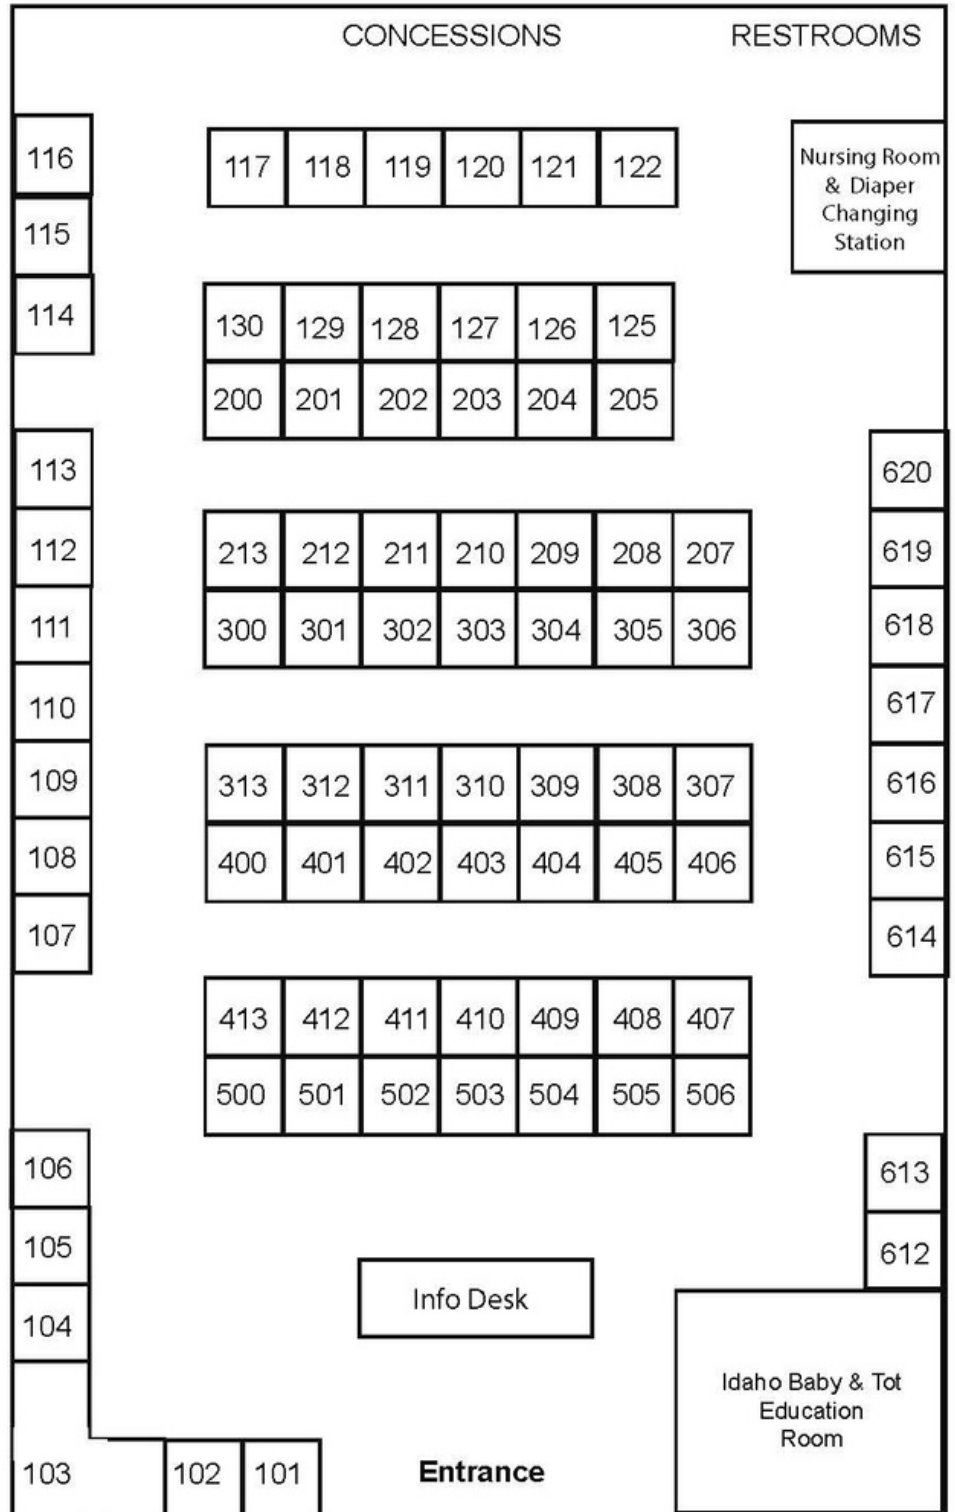 CONCESSIONS RESTROOMS
116 117 118 119 120 121 122 Nursing Room
& Diaper
Changing
Station
115
114 130 129 128 127 126 125
200 201 202 203 204 205
113 620
112 213 212 211 210 209 208 207 619
111 300 301 302 303 304 305 306 618
110 617
109 313 312 311 310 309 308 307 616
108 400 401 402 403 404 405 406 615
107 614
413 412 411 410 409 408 407
500 501 502 503 504 505 506
106 613
105 612
104 Info Desk
Idaho Baby & Tot
Education
Room
103 102 101 Entrance